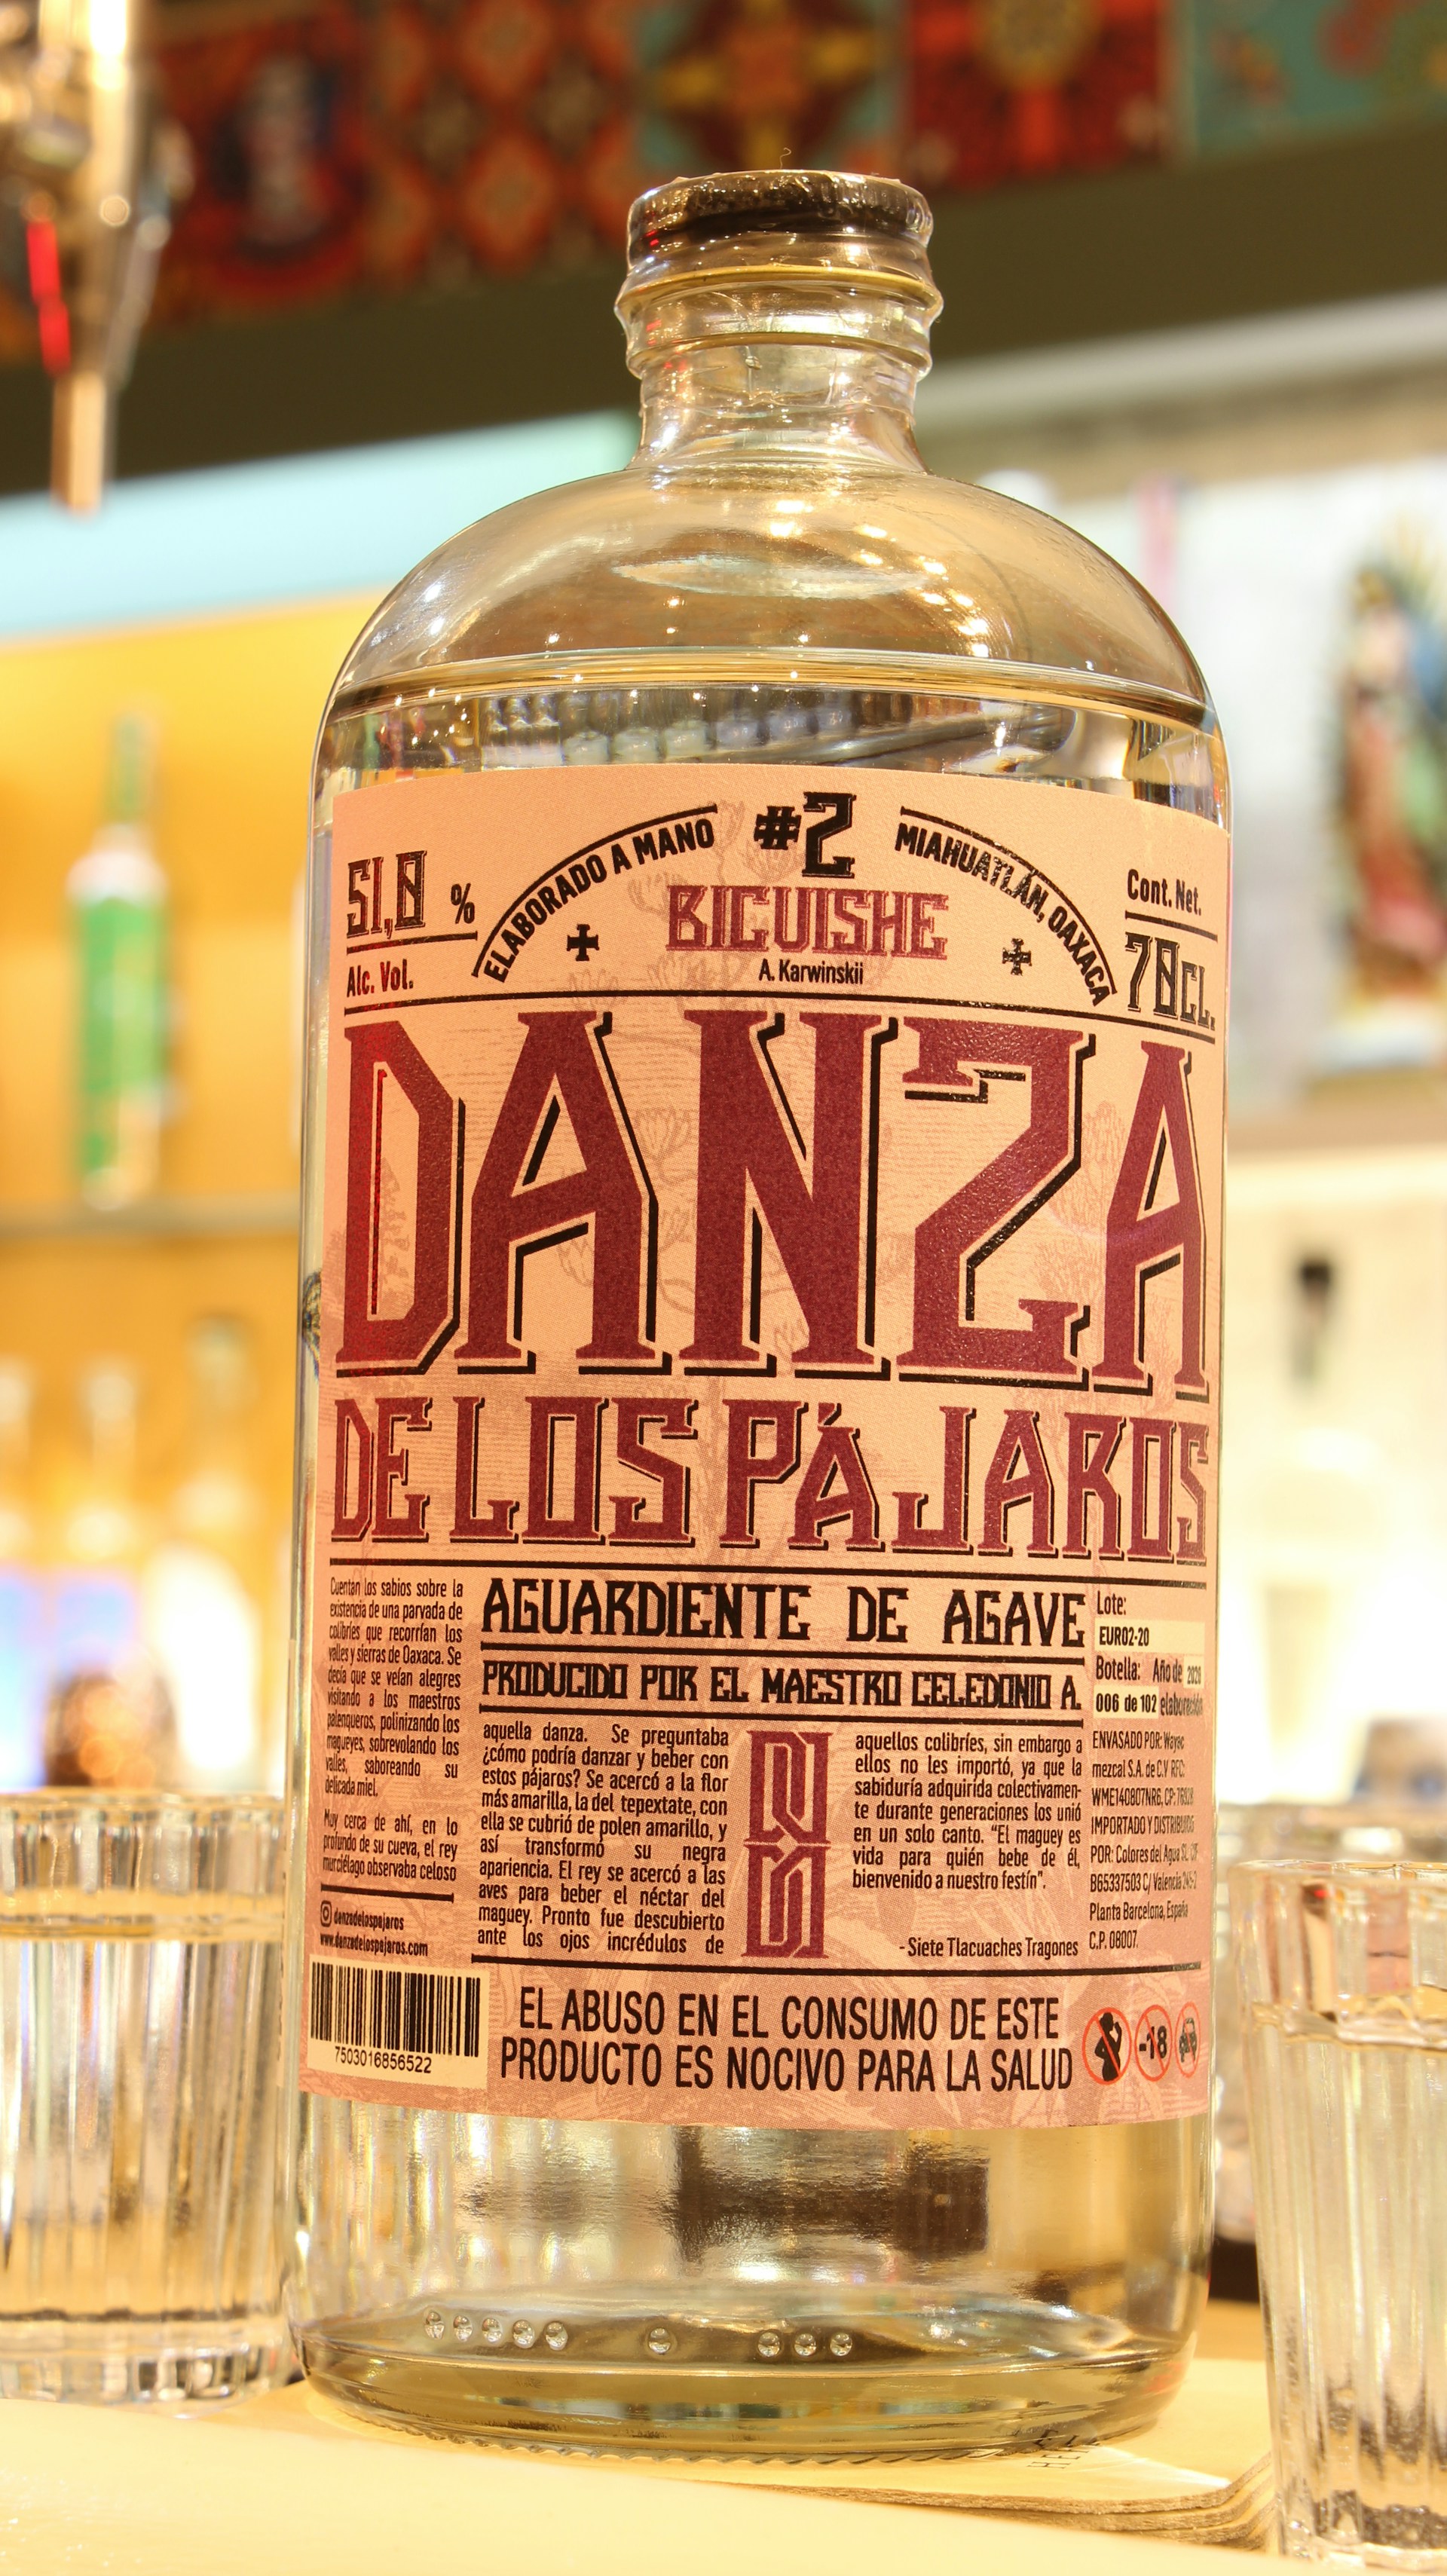 #2
ELABORADO A MANO
MIAHUATLÁN, OAXACA
51,8 %
Alc. Vol.
BICUISHE
A. Karwinskii
Cont. Net.
70CL.
DANZA
DE LOS PÁJAROS
Cuentan los sabios sobre la
existencia de una parvada de
colibríes que recorrían los
valles y sierras de Oaxaca. Se
decía que se veían alegres
visitando a los maestros
palenqueros, polinizando los
magueyes, sobrevolando los
valles, saboreando su
delicada miel.
Muy cerca de ahí, en lo
profundo de su cueva, el rey
murciélago observaba celoso
danzadelospajaros
www.danzadelospajaros.com
7503016856522
AGUARDIENTE DE AGAVE
PRODUCIDO POR EL MAESTRO CELEDONIO A.
aquella danza. Se preguntaba
¿cómo podría danzar y beber con
estos pájaros? Se acercó a la flor
más amarilla, la del tepextate, con
ella se cubrió de polen amarillo, y
así transformó su negra
apariencia. El rey se acercó a las
aves para beber el néctar del
maguey. Pronto fue descubierto
ante los ojos incrédulos de
aquellos colibríes, sin embargo a
ellos no les importó, ya que la
sabiduría adquirida colectivamen-
te durante generaciones los unió
en un solo canto. “El maguey es
vida para quién bebe de él,
bienvenido a nuestro festín”.
- Siete Tlacuaches Tragones
Lote:
EUR02-20
Botella: Año de 2020
006 de 102 elaboración
ENVASADO POR: Wayac
mezcal S.A. de C.V RFC:
WME140807NR6, CP:
IMPORTADO Y DISTRIBUIDO
POR: Colores del Agua SL
B65337503 C/ Valencia
Planta Barcelona, España
C.P. 08007.
EL ABUSO EN EL CONSUMO DE ESTE
PRODUCTO ES NOCIVO PARA LA SALUD
-18